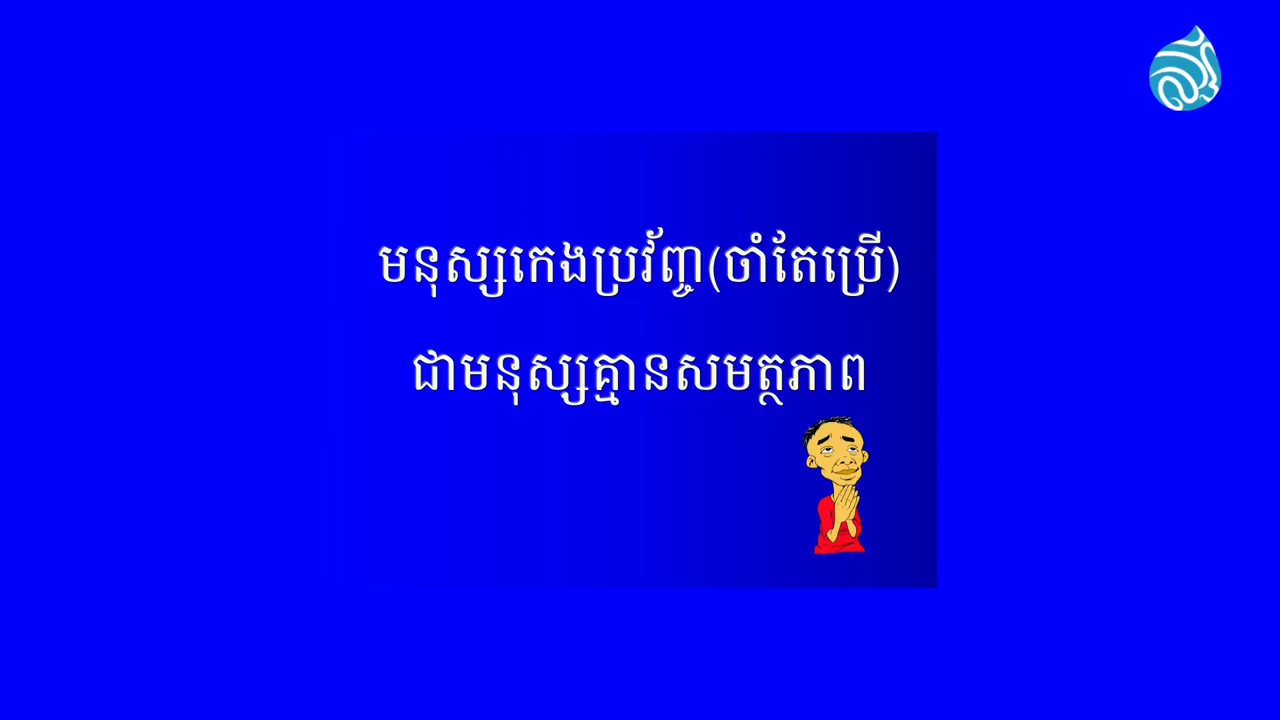 មនុស្សកេងប្រវ័ញ្ច(ចាំតែប្រើ)
ជាមនុស្សគ្មានសមត្ថភាព